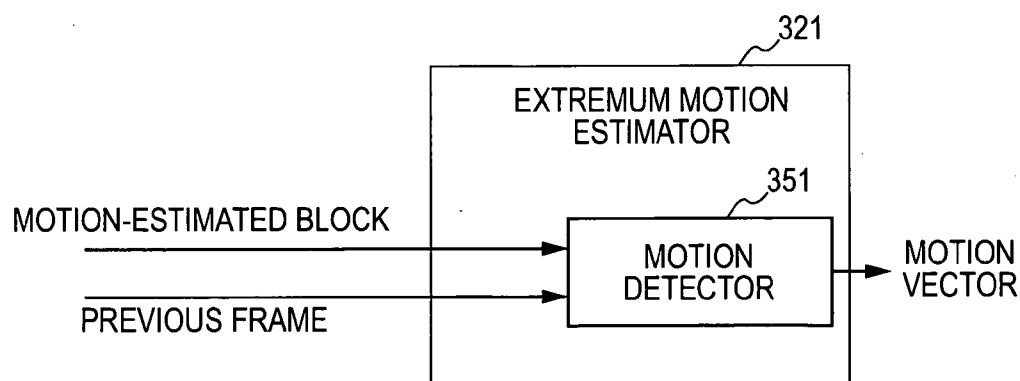 321
EXTREMUM MOTION
ESTIMATOR
351
MOTION-ESTIMATED BLOCK
MOTION
DETECTOR
MOTION
VECTOR
PREVIOUS FRAME